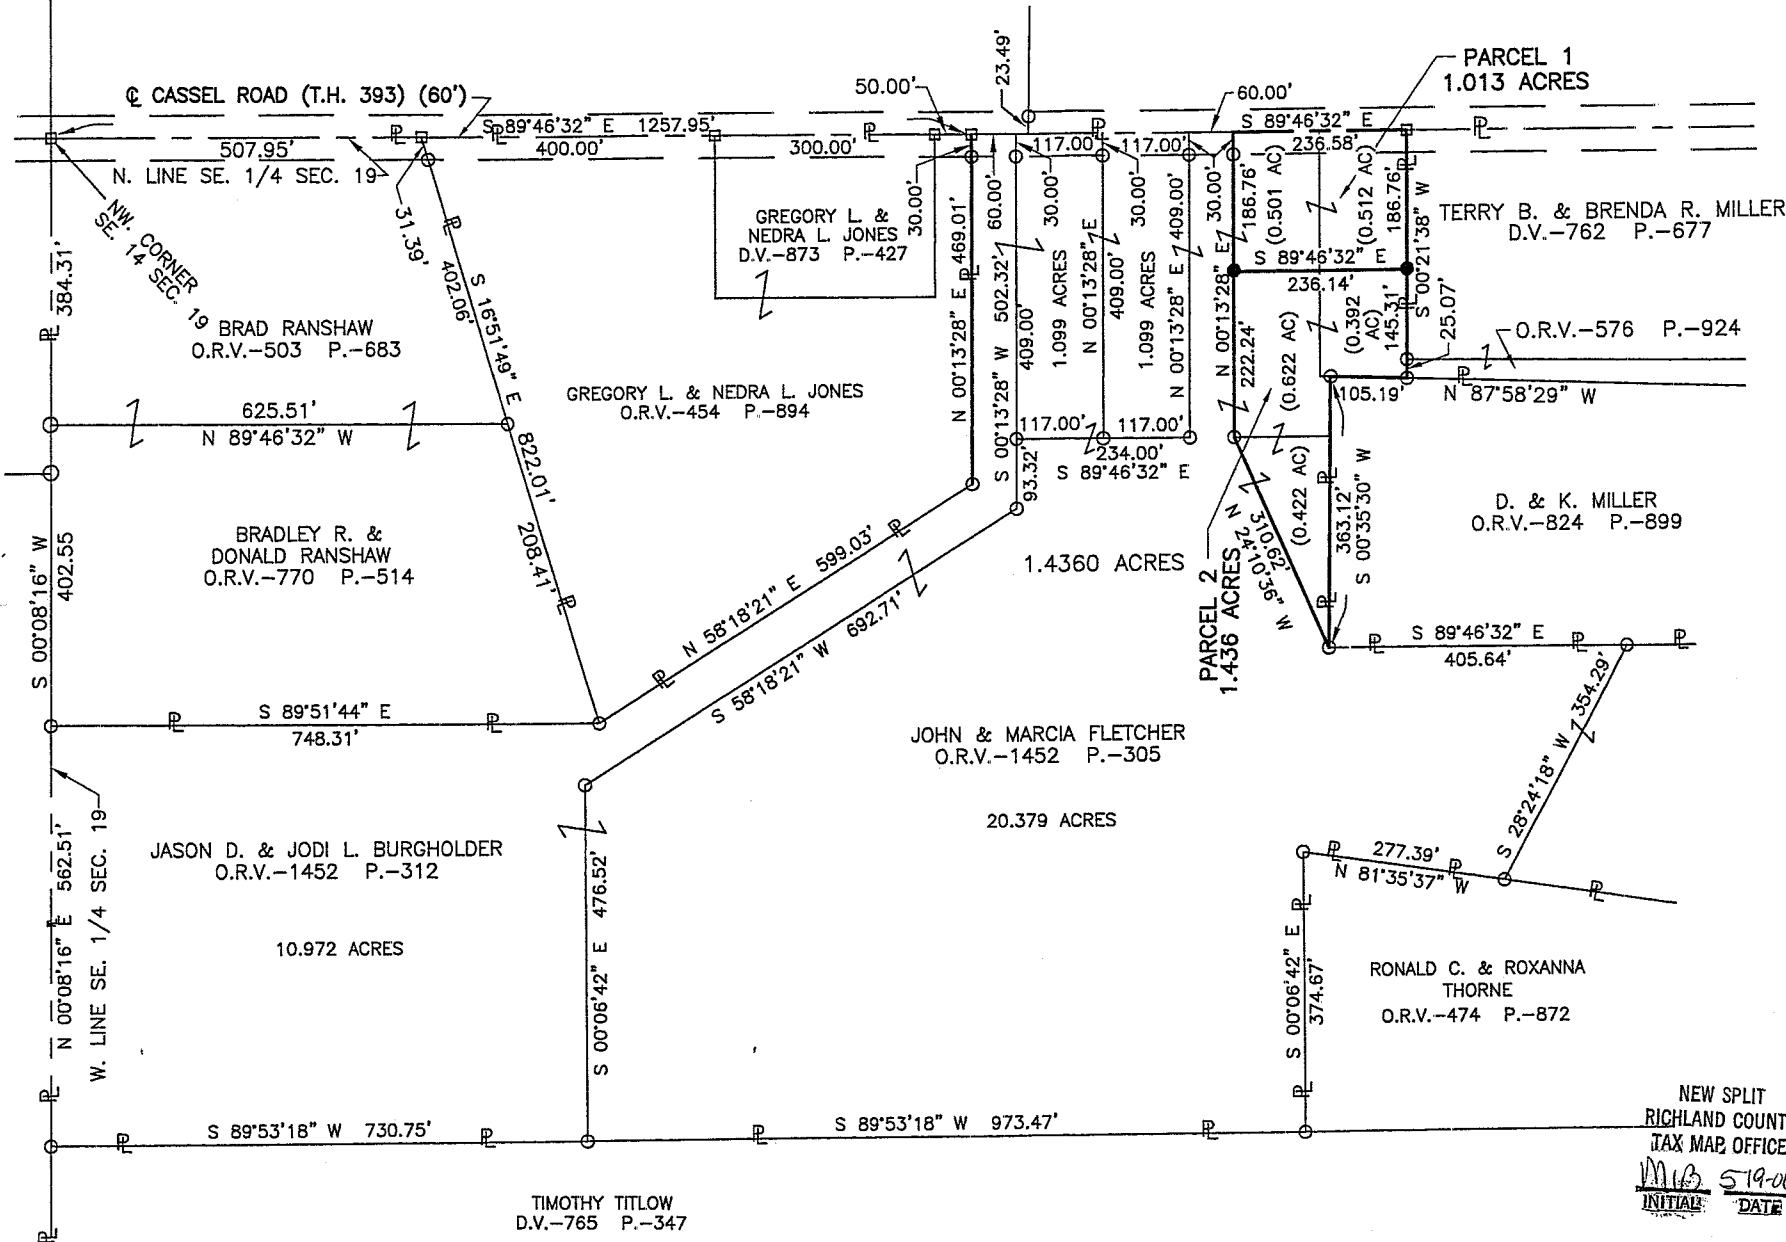 ℄ CASSEL ROAD (T.H. 393) (60')
S 89°46'32" E 1257.95'
507.95'
400.00'
300.00'
N. LINE SE. 1/4 SEC. 19
NW. CORNER
SE. 14 SEC. 19
31.39'
50.00'
23.49'
60.00'
PARCEL 1
1.013 ACRES
S 89°46'32" E
236.58'
117.00'
117.00'
30.00'
60.00'
30.00'
30.00'
30.00'
384.31'
S 16°51'49" E
402.06'
BRAD RANSHAW
O.R.V.-503 P.-683
625.51'
N 89°46'32" W
822.01'
208.41'
GREGORY L. &
NEDRA L. JONES
D.V.-873 P.-427
GREGORY L. & NEDRA L. JONES
O.R.V.-454 P.-894
N 00°13'28" E 469.01'
S 00°13'28" W 502.32'
409.00'
1.099 ACRES
N 00°13'28" E
409.00'
1.099 ACRES
N 00°13'28" E 409.00'
117.00'
117.00'
234.00'
S 89°46'32" E
93.32'
N 00°13'28" E
186.76'
(0.501 AC)
(0.512 AC)
186.76'
S 00°21'38" W
S 89°46'32" E
236.14'
222.24'
(0.622 AC)
(0.392
AC)
145.31'
25.07'
105.19'
TERRY B. & BRENDA R. MILLER
D.V.-762 P.-677
O.R.V.-576 P.-924
N 87°58'29" W
D. & K. MILLER
O.R.V.-824 P.-899
(0.422 AC)
363.12'
S 00°35'30" W
310.62'
N 24°10'36" W
PARCEL 2
1.436 ACRES
1.4360 ACRES
S 00°08'16" W
402.55
BRADLEY R. &
DONALD RANSHAW
O.R.V.-770 P.-514
N 58°18'21" E 599.03'
S 58°18'21" W 692.71'
S 89°51'44" E
748.31'
S 89°46'32" E
405.64'
S 28°24'18" W 354.29'
JOHN & MARCIA FLETCHER
O.R.V.-1452 P.-305
20.379 ACRES
N 00°08'16" E 562.51'
W. LINE SE. 1/4 SEC. 19
JASON D. & JODI L. BURGHOLDER
O.R.V.-1452 P.-312
10.972 ACRES
S 00°06'42" E 476.52'
277.39'
N 81°35'37" W
S 00°06'42" E
374.67'
RONALD C. & ROXANNA
THORNE
O.R.V.-474 P.-872
S 89°53'18" W 730.75'
S 89°53'18" W 973.47'
TIMOTHY TITLOW
D.V.-765 P.-347
NEW SPLIT
RICHLAND COUNT
TAX MAP OFFICE
INITIAL DATE